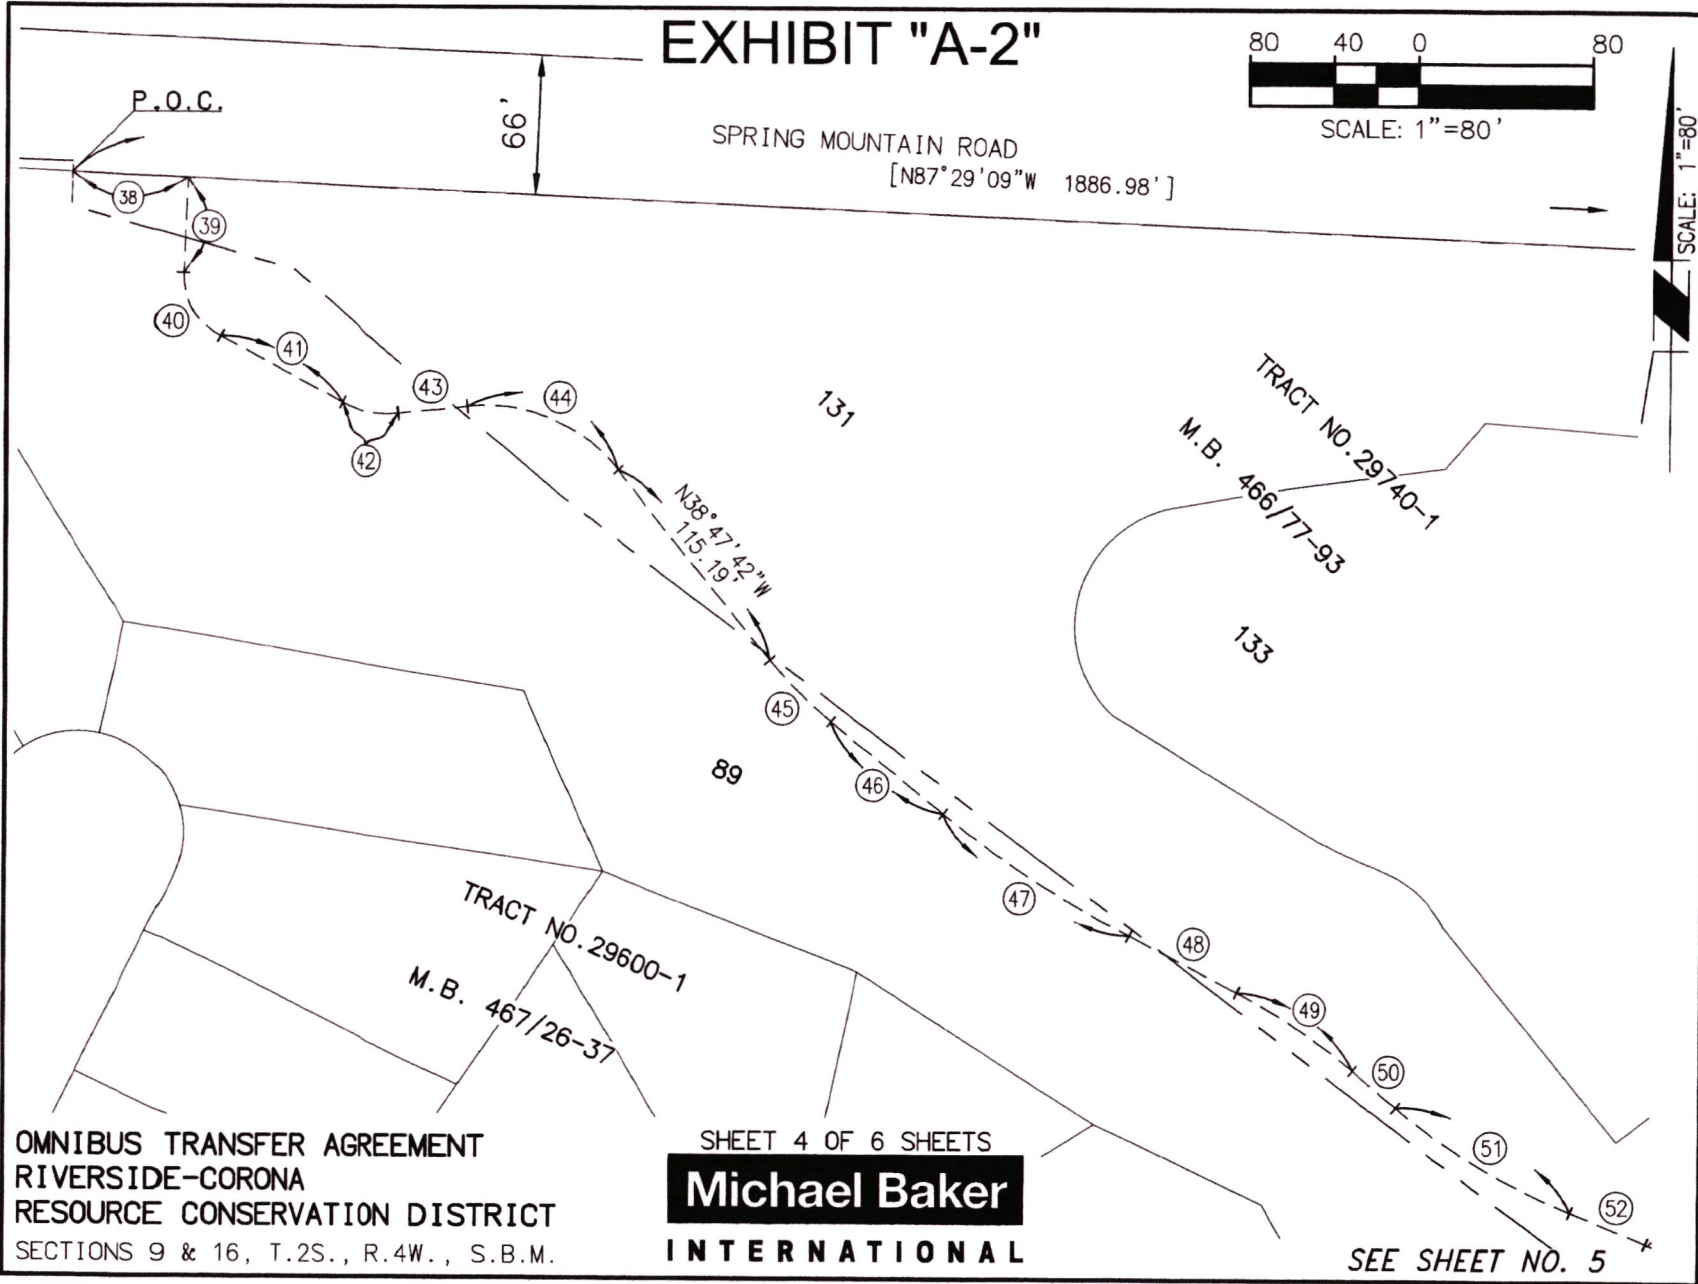 EXHIBIT "A-2"
80 40 0 80
SCALE: 1"=80'
SCALE: 1"=80'
P.O.C.
66'
SPRING MOUNTAIN ROAD
[N87°29'09"W 1886.98']
38
39
40
41
42
43
44
131
TRACT NO. 29740-1
M.B. 466/77-93
N38°47'42"W
115.19'
133
45
89
46
47
48
TRACT NO. 29600-1
M.B. 467/26-37
49
50
51
52
OMNIBUS TRANSFER AGREEMENT
RIVERSIDE-CORONA
RESOURCE CONSERVATION DISTRICT
SECTIONS 9 & 16, T.2S., R.4W., S.B.M.
SHEET 4 OF 6 SHEETS
Michael Baker
INTERNATIONAL
SEE SHEET NO. 5